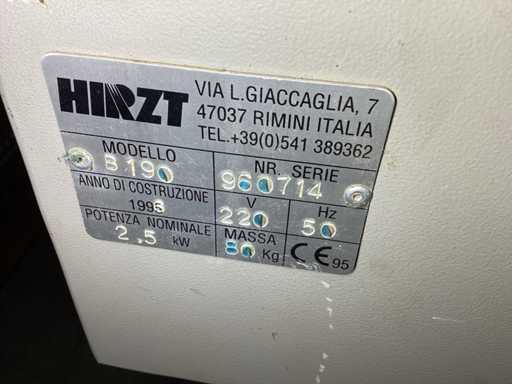 HIRZT
VIA L.GIACCAGLIA, 7
47037 RIMINI ITALIA
TEL.+39(0)541 389362
MODELLO
B190
NR. SERIE
960714
ANNO DI COSTRUZIONE
1996
V
220
Hz
50
POTENZA NOMINALE
2.5 kW
MASSA
80 Kg
CE 95